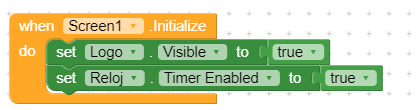 when Screen1 .Initialize
do set Logo . Visible to true
set Reloj . Timer Enabled to true